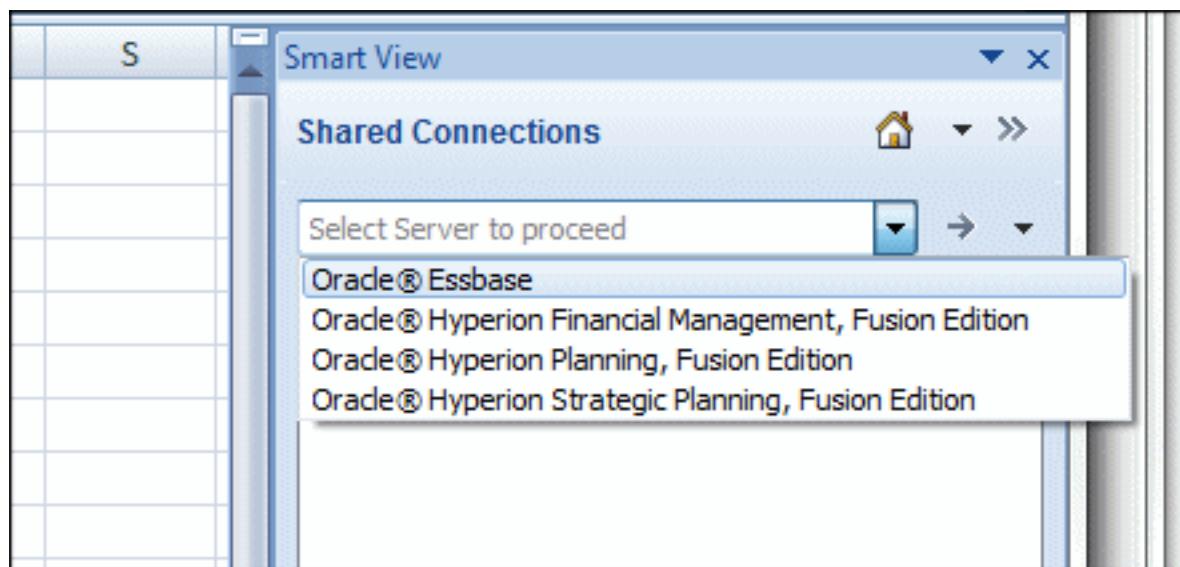 S
Smart View
Shared Connections
Select Server to proceed
Oracle® Essbase
Oracle® Hyperion Financial Management, Fusion Edition
Oracle® Hyperion Planning, Fusion Edition
Oracle® Hyperion Strategic Planning, Fusion Edition